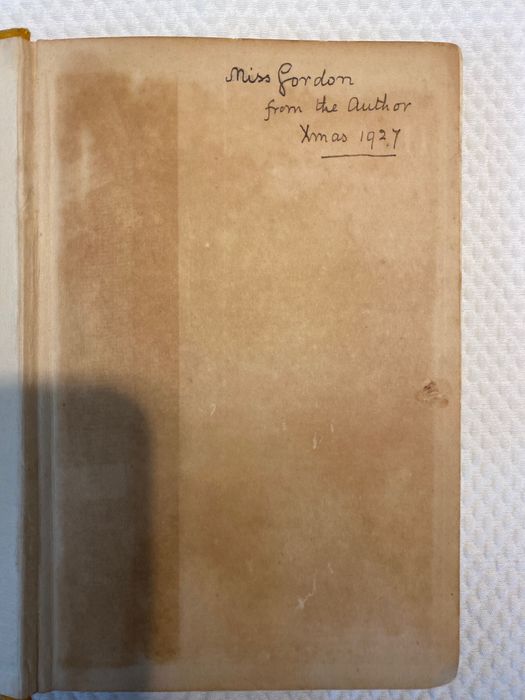 Miss Gordon
from the Author
Xmas 1927